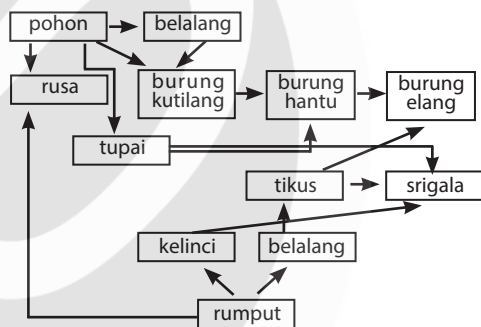 pohon
belalang
rusa
burung
kutilang
burung
hantu
burung
elang
tupai
tikus
srigala
kelinci
belalang
rumput